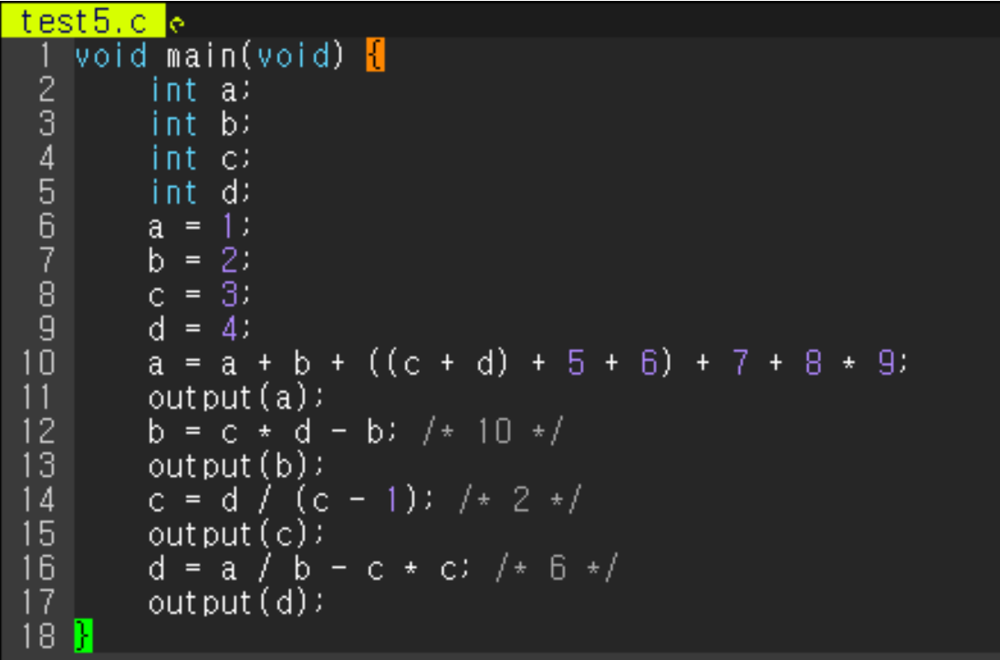 test5.c
1 void main(void) {
2     int a;
3     int b;
4     int c;
5     int d;
6     a = 1;
7     b = 2;
8     c = 3;
9     d = 4;
10     a = a + b + ((c + d) + 5 + 6) + 7 + 8 * 9;
11     output(a);
12     b = c * d - b; /* 10 */
13     output(b);
14     c = d / (c - 1); /* 2 */
15     output(c);
16     d = a / b - c * c; /* 6 */
17     output(d);
18 }